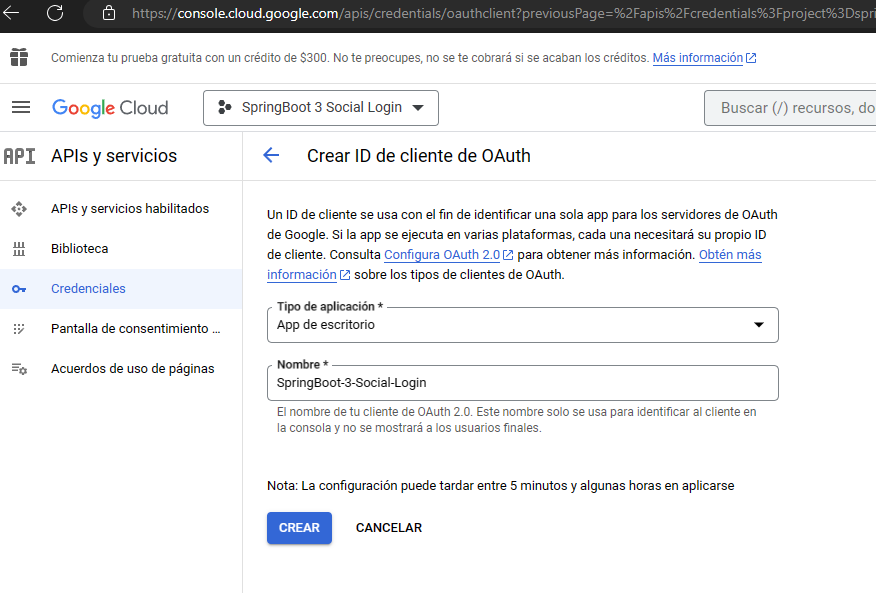 https://console.cloud.google.com/apis/credentials/oauthclient?previousPage=%2Fapis%2Fcredentials%3Fproject%3Dspri
Comienza tu prueba gratuita con un crédito de $300. No te preocupes, no se te cobrará si se acaban los créditos. Más información
Google Cloud
SpringBoot 3 Social Login
Buscar (/) recursos, do
API
APIs y servicios
Crear ID de cliente de OAuth
APIs y servicios habilitados
Biblioteca
Credenciales
Pantalla de consentimiento ...
Acuerdos de uso de páginas
Un ID de cliente se usa con el fin de identificar una sola app para los servidores de OAuth
de Google. Si la app se ejecuta en varias plataformas, cada una necesitará su propio ID
de cliente. Consulta Configura OAuth 2.0 para obtener más información. Obtén más
información sobre los tipos de clientes de OAuth.
Tipo de aplicación *
App de escritorio
Nombre *
SpringBoot-3-Social-Login
El nombre de tu cliente de OAuth 2.0. Este nombre solo se usa para identificar al cliente en
la consola y no se mostrará a los usuarios finales.
Nota: La configuración puede tardar entre 5 minutos y algunas horas en aplicarse
CREAR
CANCELAR